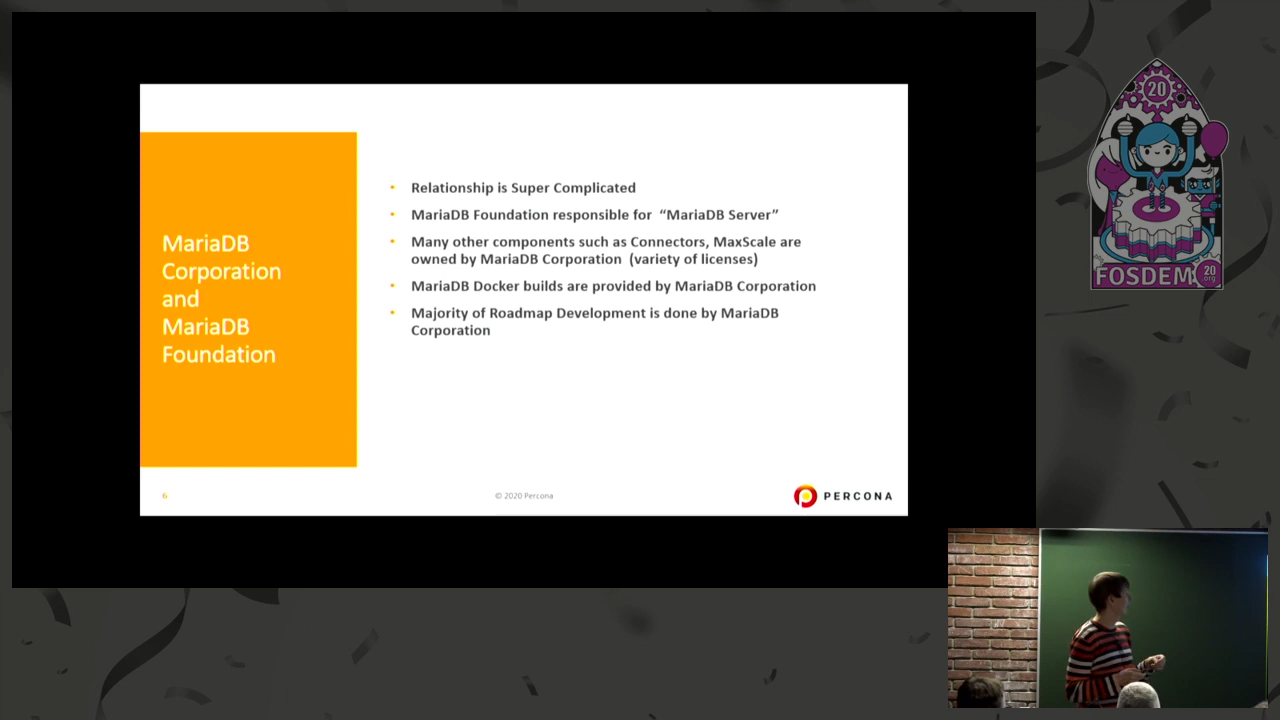 MariaDB
Corporation
and
MariaDB
Foundation
• Relationship is Super Complicated
• MariaDB Foundation responsible for “MariaDB Server”
• Many other components such as Connectors, MaxScale are
owned by MariaDB Corporation (variety of licenses)
• MariaDB Docker builds are provided by MariaDB Corporation
• Majority of Roadmap Development is done by MariaDB
Corporation
6
© 2020 Percona
PERCONA
20
FOSDEM
20
.org